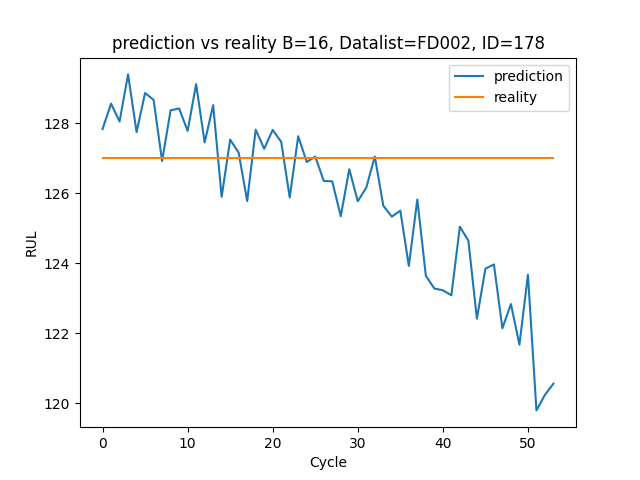 prediction vs reality B=16, Datalist=FD002, ID=178
prediction
reality
128
126
124
122
120
RUL
0 10 20 30 40 50
Cycle